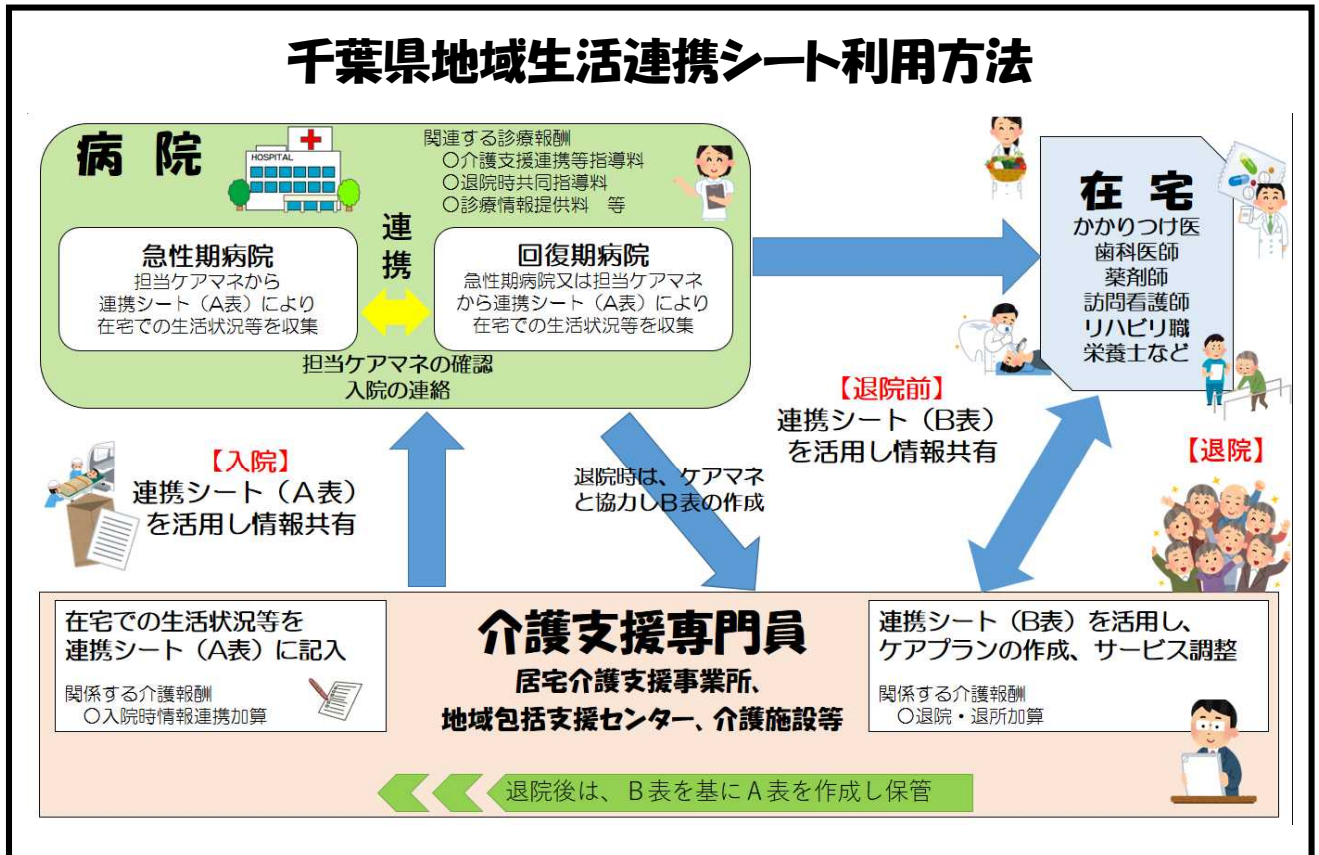 千葉県地域生活連携シート利用方法
病 院
HOSPITAL
関連する診療報酬
〇介護支援連携等指導料
〇退院時共同指導料
〇診療情報提供料 等
連携
急性期病院
担当ケアマネから
連携シート（A表）により
在宅での生活状況等を収集
回復期病院
急性期病院又は担当ケアマネ
から連携シート（A表）により
在宅での生活状況等を収集
担当ケアマネの確認
入院の連絡
在 宅
かかりつけ医
歯科医師
薬剤師
訪問看護師
リハビリ職
栄養士など
【入院】
連携シート（A表）
を活用し情報共有
退院時は、ケアマネ
と協力しB表の作成
【退院前】
連携シート（B表）
を活用し情報共有
【退院】
在宅での生活状況等を
連携シート（A表）に記入
関係する介護報酬
〇入院時情報連携加算
介護支援専門員
居宅介護支援事業所、
地域包括支援センター、介護施設等
連携シート（B表）を活用し、
ケアプランの作成、サービス調整
関係する介護報酬
〇退院・退所加算
退院後は、B表を基にA表を作成し保管